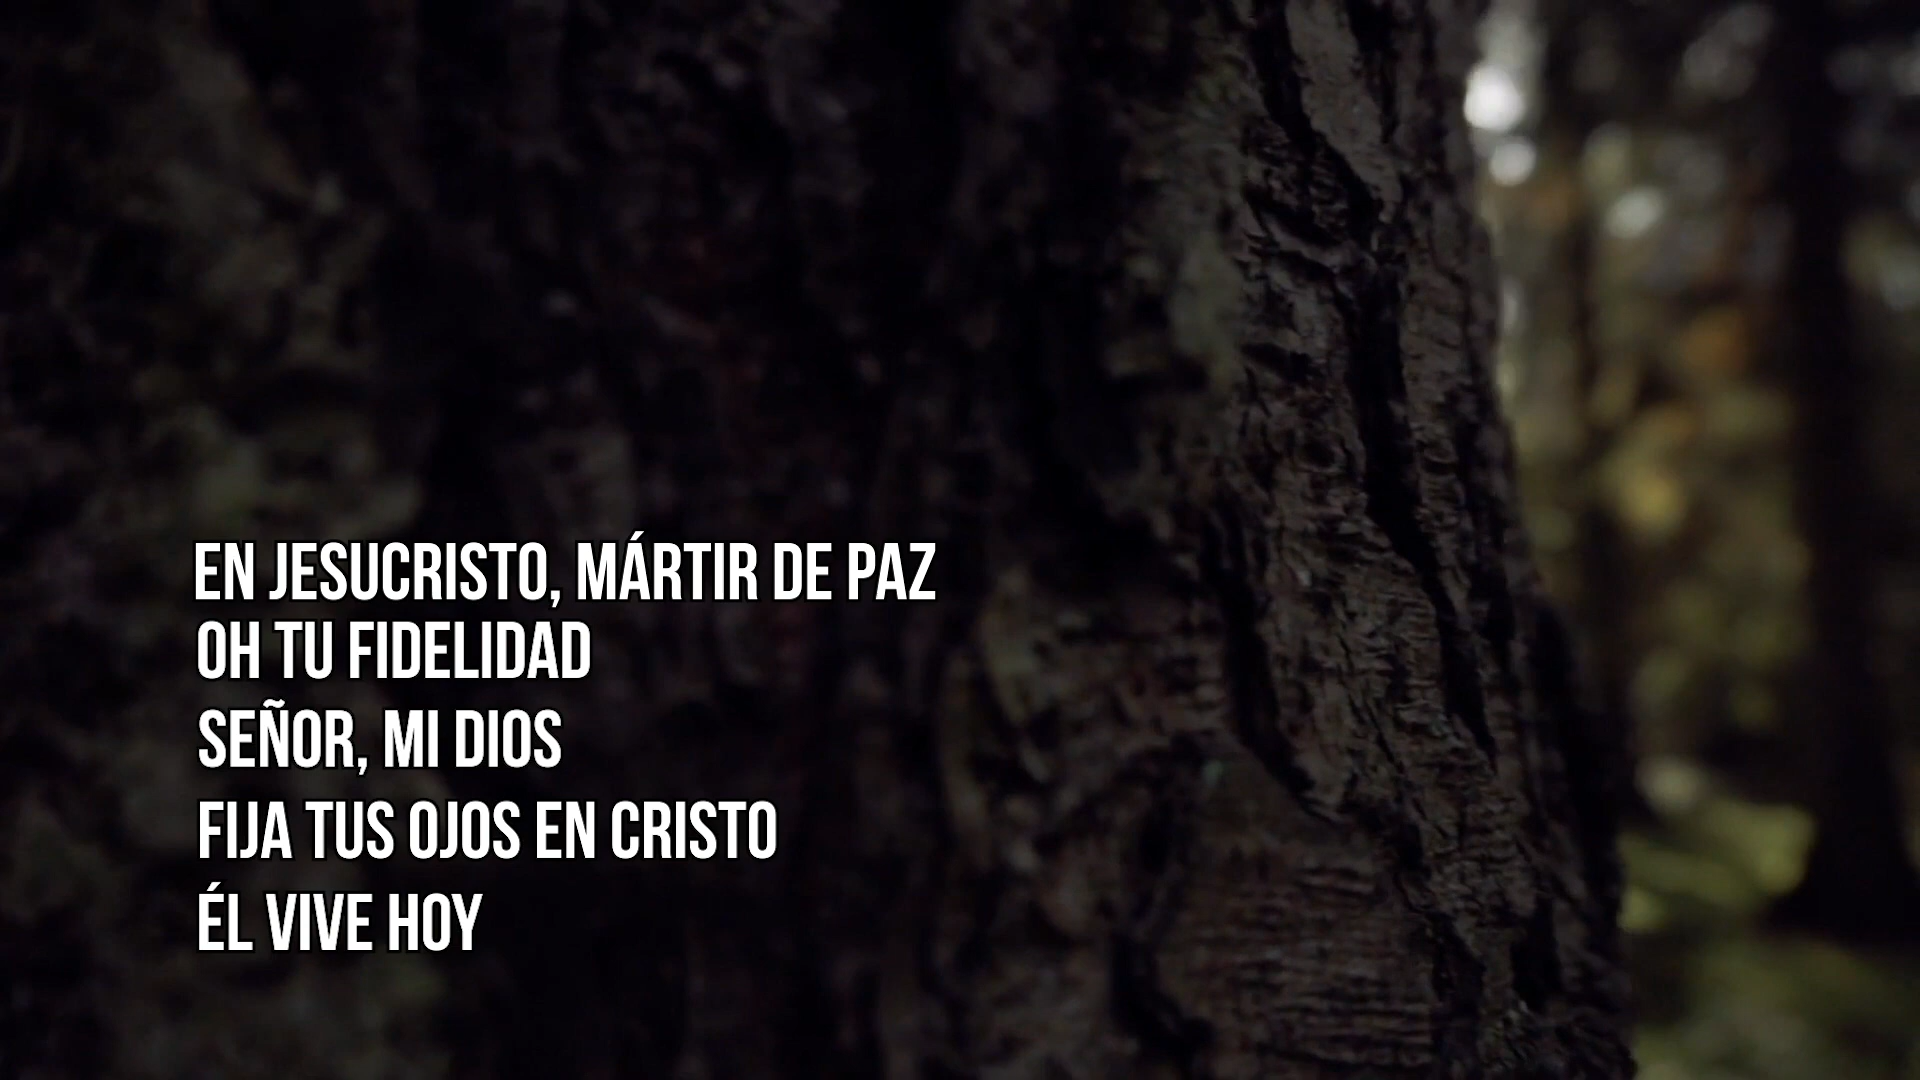 EN JESUCRISTO, MÁRTIR DE PAZ
OH TU FIDELIDAD
SEÑOR, MI DIOS
FIJA TUS OJOS EN CRISTO
ÉL VIVE HOY